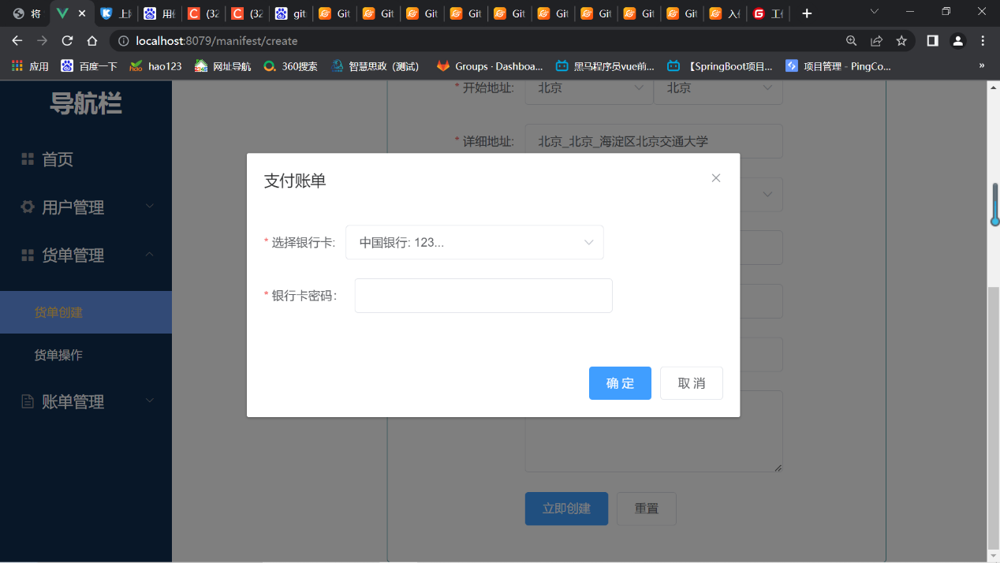 将
上
用
(32
(32
git
Git
Git
Git
Git
Git
Git
Git
Git
Git
入
工
localhost:8079/manifest/create
应用
百度一下
hao123
网址导航
360搜索
智慧思政（测试）
Groups · Dashboa...
黑马程序员vue前...
【SpringBoot项目...
项目管理 - PingCo...
»
导航栏
首页
用户管理
货单管理
货单创建
货单操作
账单管理
* 开始地址:
北京
北京
* 详细地址:
北京_北京_海淀区北京交通大学
支付账单
* 选择银行卡:
中国银行: 123...
* 银行卡密码:
确 定
取 消
立即创建
重置